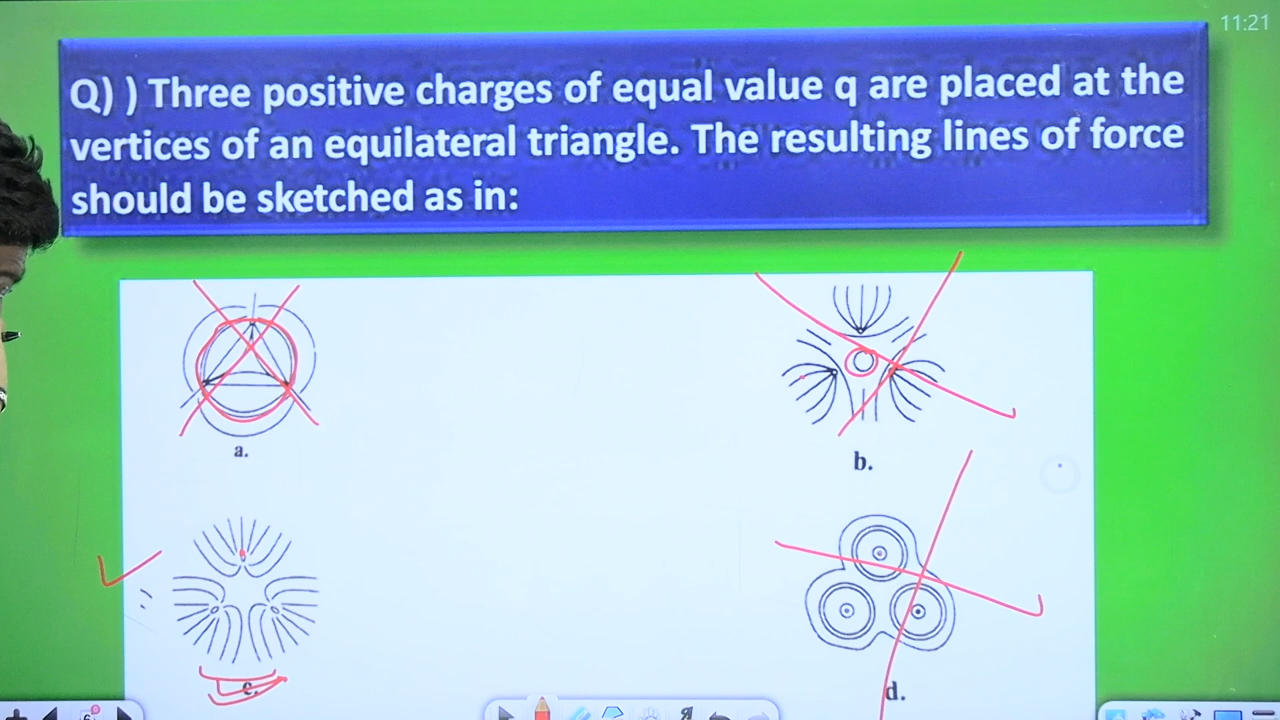 11:21
Q) ) Three positive charges of equal value q are placed at the
vertices of an equilateral triangle. The resulting lines of force
should be sketched as in:
a.
b.
c.
d.